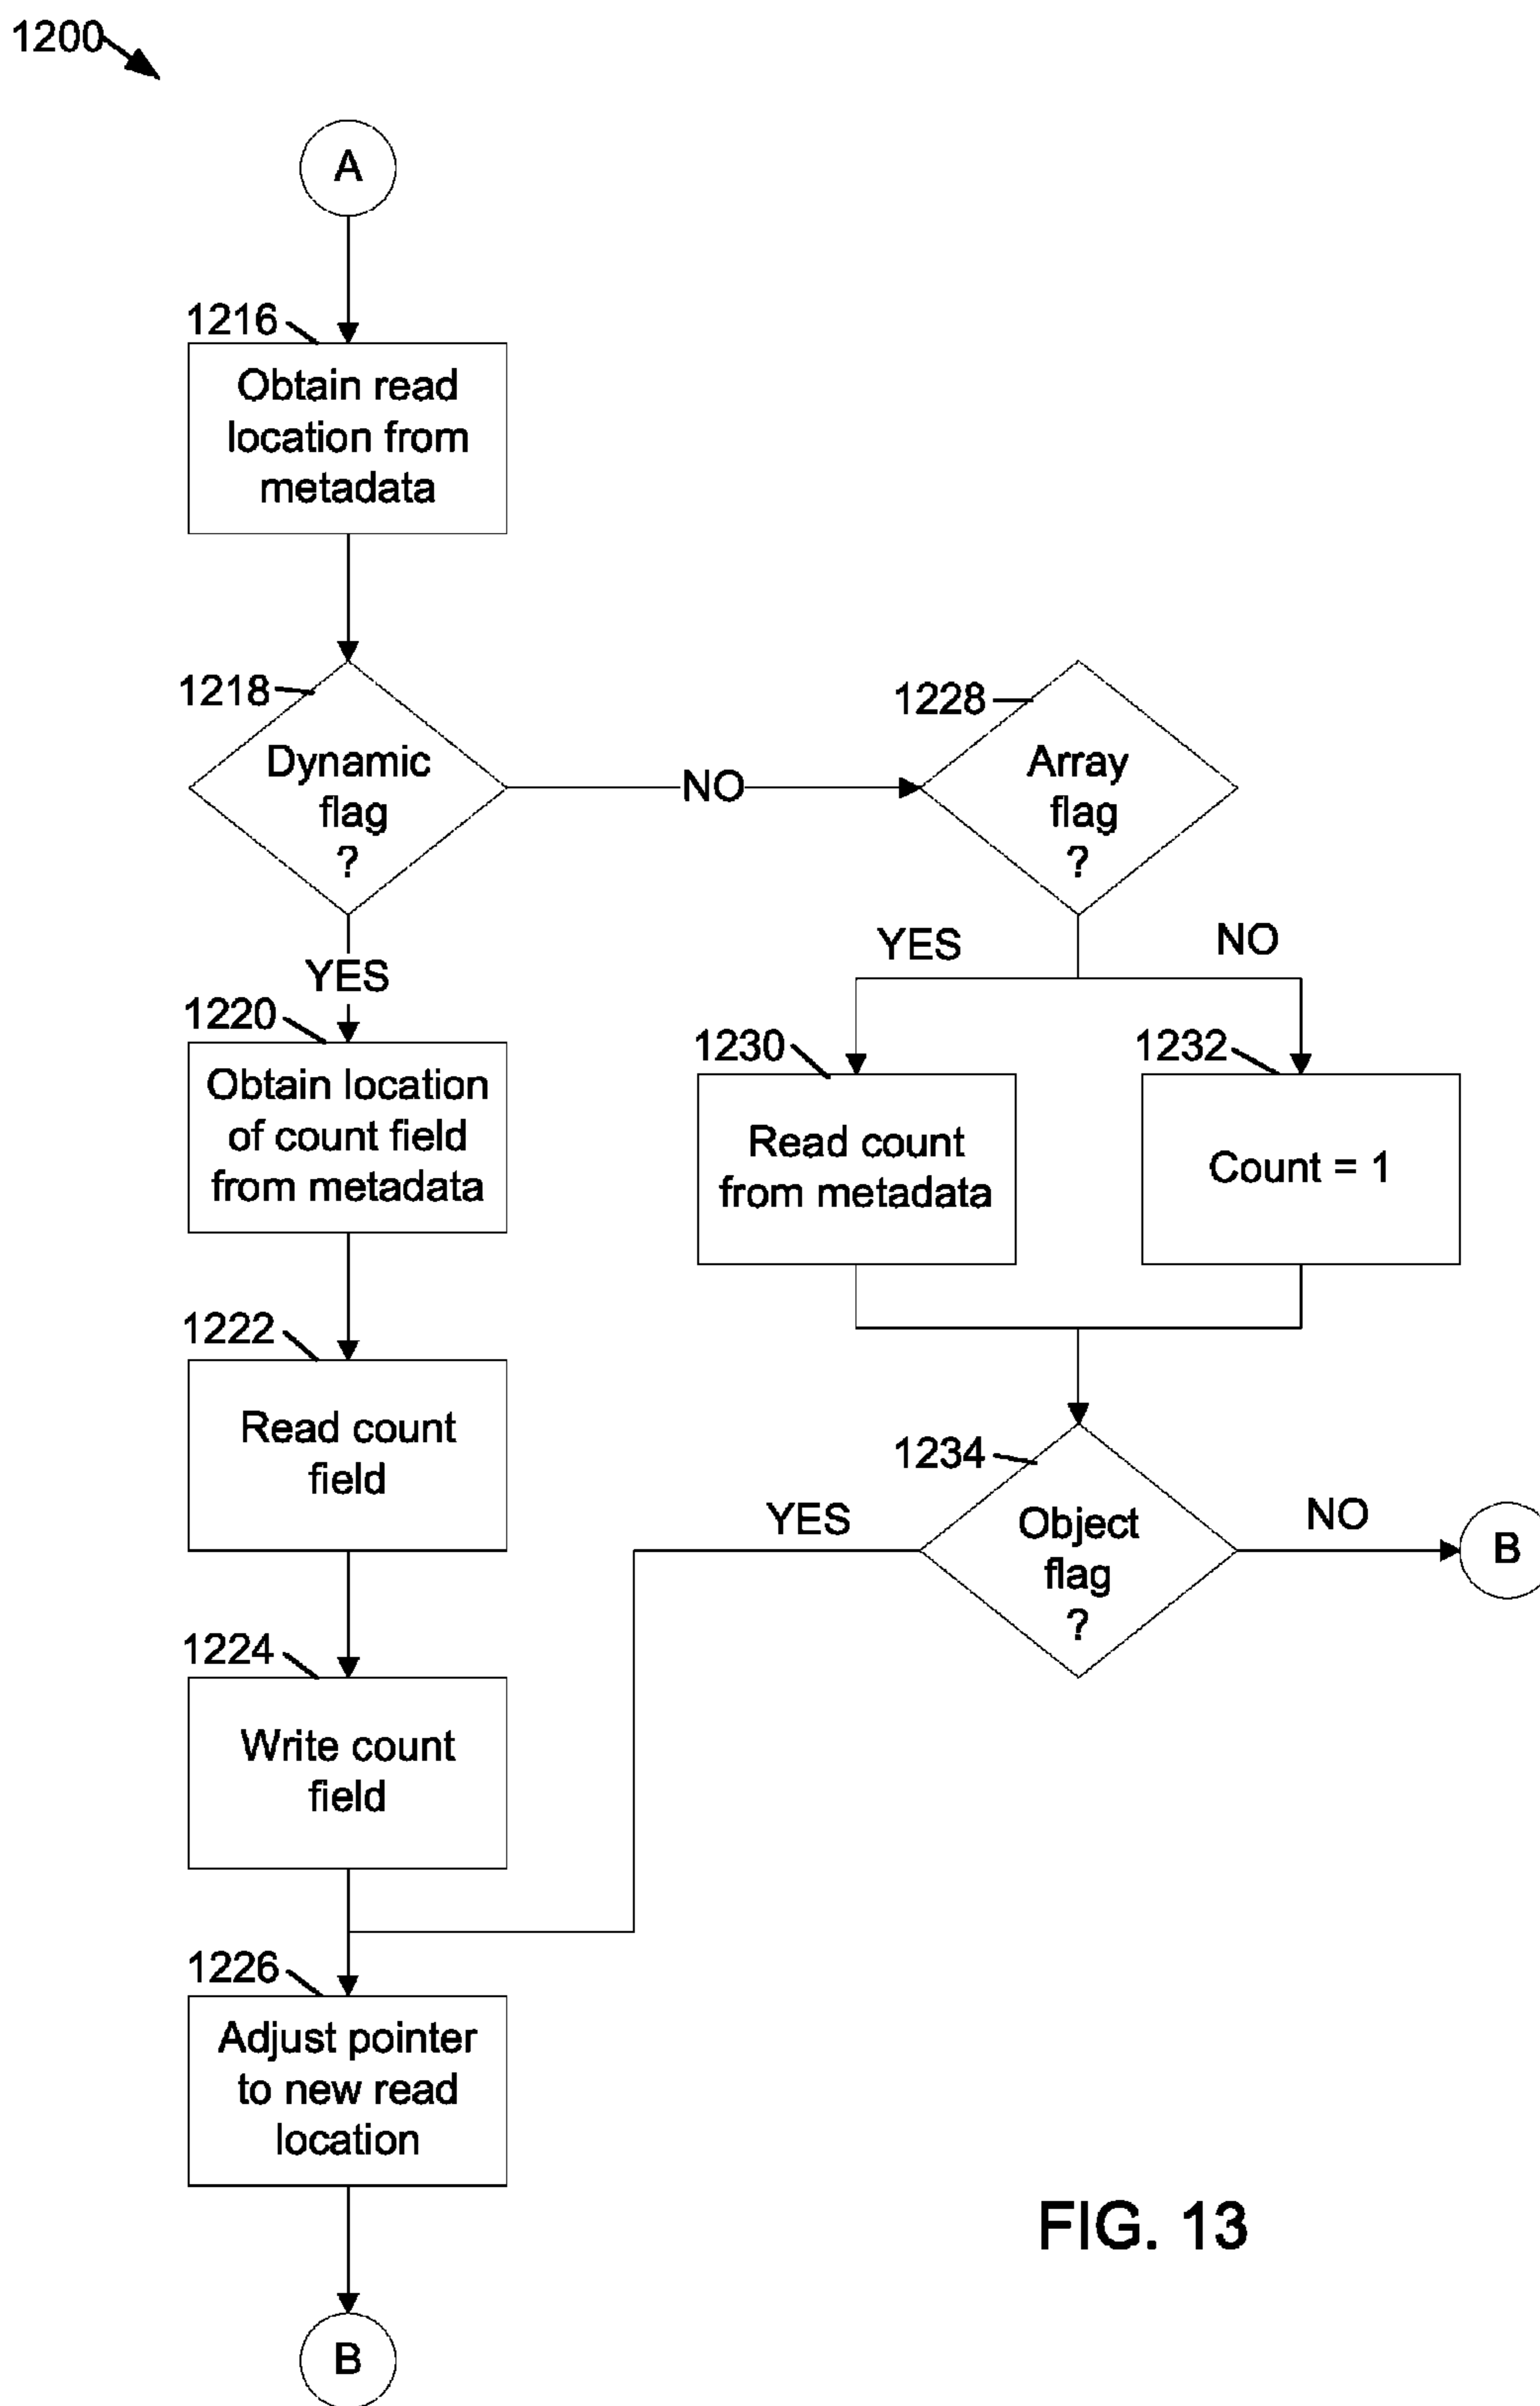 1200
A
1216
Obtain read
location from
metadata
1218
Dynamic
flag
?
NO
1228
Array
flag
?
YES
1220
Obtain location
of count field
from metadata
YES
NO
1230
Read count
from metadata
1232
Count = 1
1222
Read count
field
1234
Object
flag
?
YES
NO
B
1224
Write count
field
1226
Adjust pointer
to new read
location
B
FIG. 13